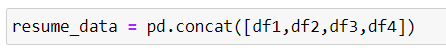 resume_data = pd.concat([df1,df2,df3,df4])